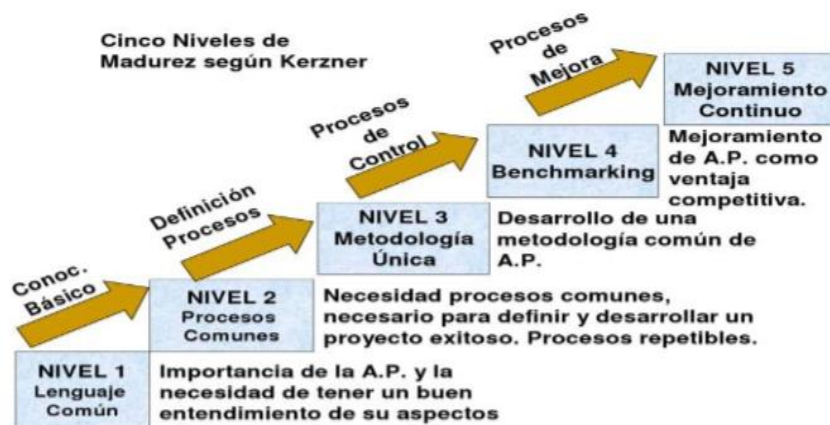 Cinco Niveles de
Madurez según Kerzner
Conoc.
Básico
NIVEL 1
Lenguaje
Común
Importancia de la A.P. y la
necesidad de tener un buen
entendimiento de su aspectos
Definición
Procesos
NIVEL 2
Procesos
Comunes
Necesidad procesos comunes,
necesario para definir y desarrollar un
proyecto exitoso. Procesos repetibles.
Procesos
de
Control
NIVEL 3
Metodología
Única
Desarrollo de una
metodología común de
A.P.
Procesos
de
Mejora
NIVEL 4
Benchmarking
NIVEL 5
Mejoramiento
Continuo
Mejoramiento
de A.P. como
ventaja
competitiva.